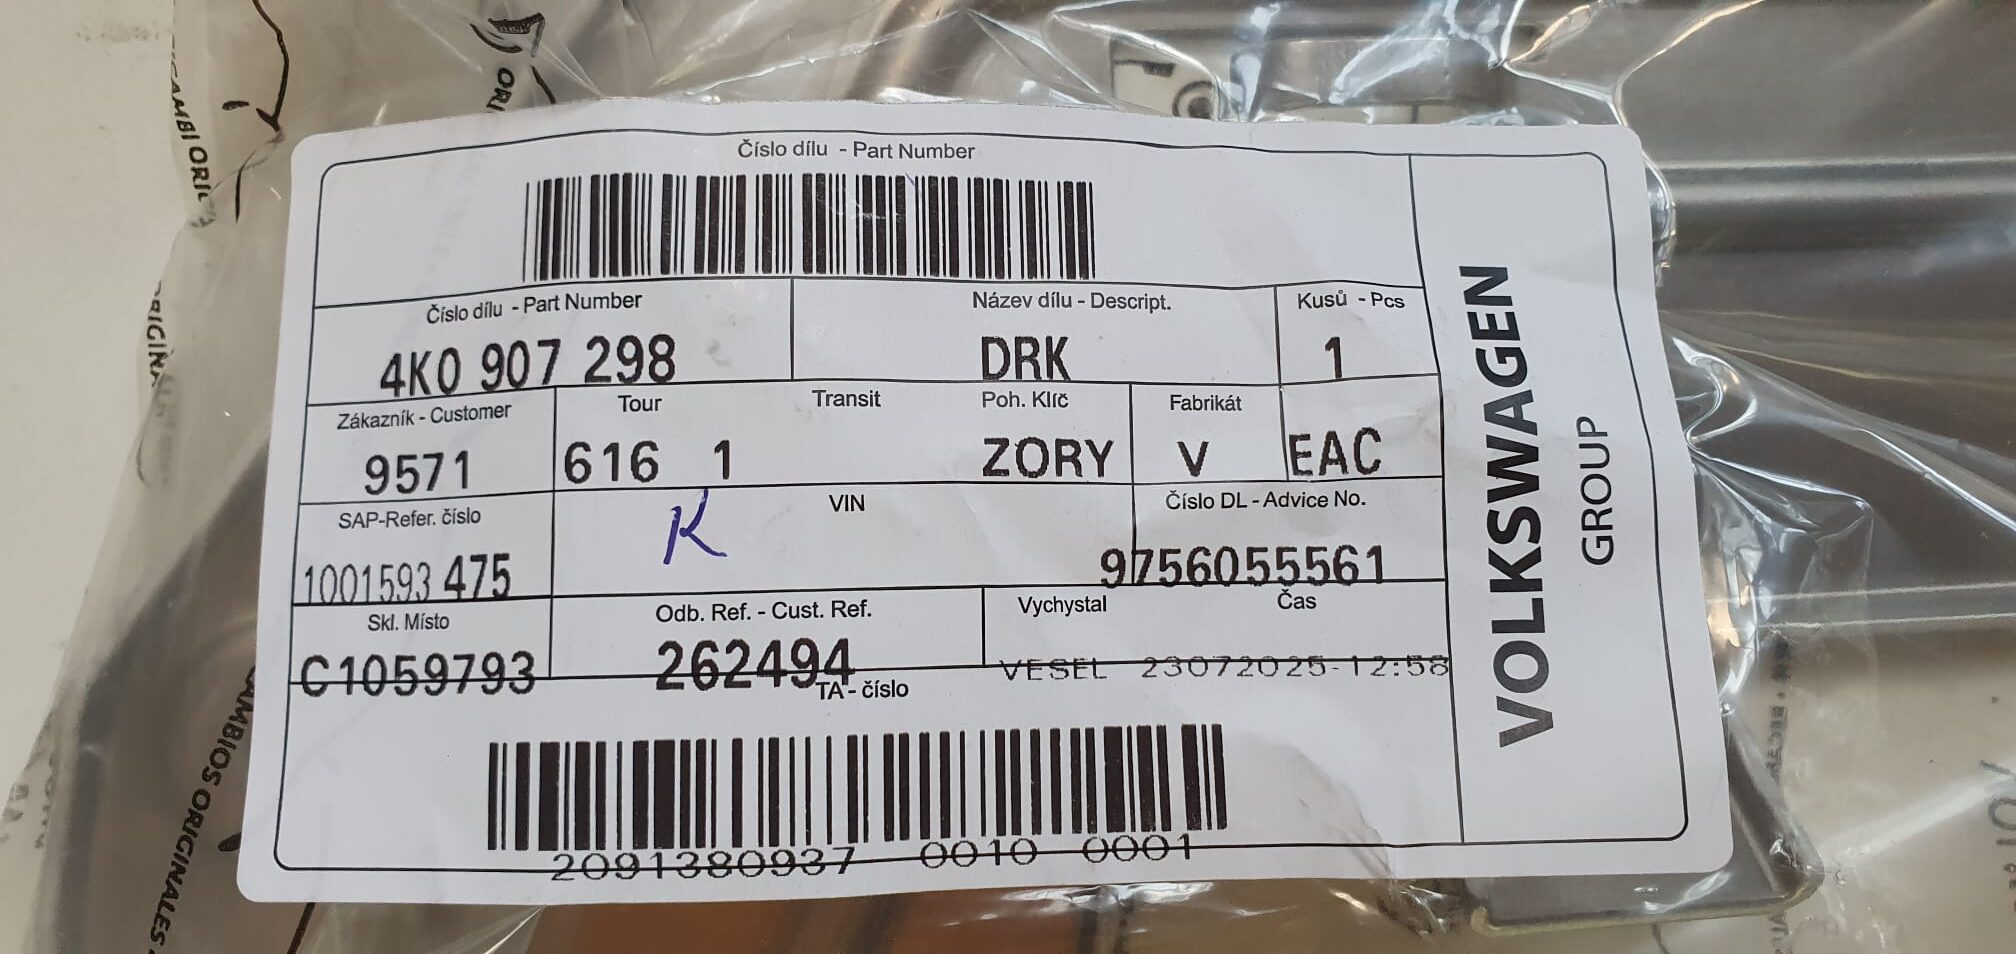 Číslo dílu - Part Number
Číslo dílu - Part Number
Název dílu - Descript.
Kusů - Pcs
4K0 907 298
DRK
1
Zákazník - Customer
Tour
Transit
Poh. Klíč
Fabrikát
9571
616 1
ZORY
V
EAC
SAP-Refer. číslo
VIN
Číslo DL - Advice No.
1001593 475
K
9756055561
Skl. Místo
Odb. Ref. - Cust. Ref.
Vychystal
Čas
C1059793
262494
VESEL 23072025-12:58
TA - číslo
2091380937 0010 0001
VOLKSWAGEN
GROUP
AMBIOS ORIGINALES